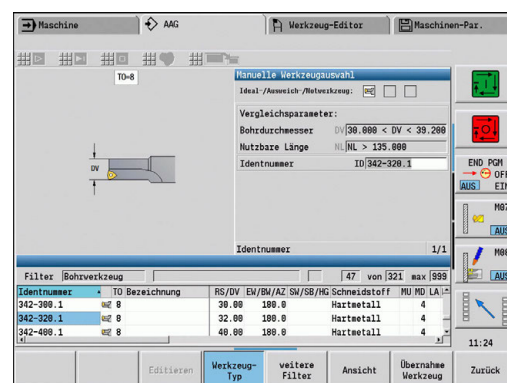 Maschine AAG Werkzeug-Editor Maschinen-Par.
TO=8
DV
Manuelle Werkzeugauswahl
Ideal-/Ausweich-/Notwerkzeug:
Vergleichsparameter:
Bohrdurchmesser DV 30.000 < DV < 39.200
Nutzbare Länge NL NL > 135.000
Identnummer ID 342-320.1
Identnummer 1/1
END PGM
OFF
AUS EIN
M07
AUS
M08
AUS
Filter Bohrwerkzeug 47 von 321 max 999
Identnummer TO Bezeichnung RS/DV EW/BW/AZ SW/SB/HG Schneidstoff MU MD LA
342-300.1 8 30.00 180.0 Hartmetall 4
342-320.1 8 32.00 180.0 Hartmetall 4
342-400.1 8 40.00 180.0 Hartmetall 4
11:24
Editieren Werkzeug-Typ weitere Filter Ansicht Übernahme Werkzeug Zurück